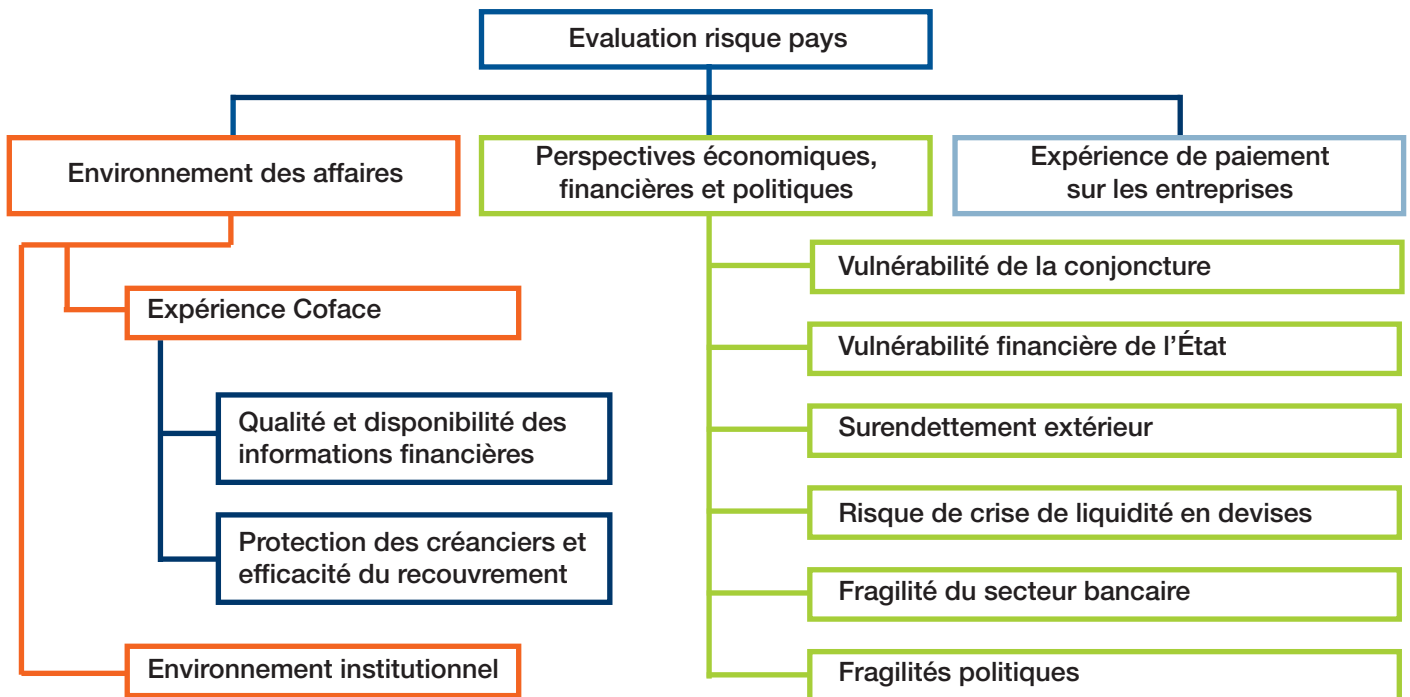 Evaluation risque pays
Environnement des affaires
Perspectives économiques,
financières et politiques
Expérience de paiement
sur les entreprises
Expérience Coface
Qualité et disponibilité des
informations financières
Protection des créanciers et
efficacité du recouvrement
Environnement institutionnel
Vulnérabilité de la conjoncture
Vulnérabilité financière de l’État
Surendettement extérieur
Risque de crise de liquidité en devises
Fragilité du secteur bancaire
Fragilités politiques